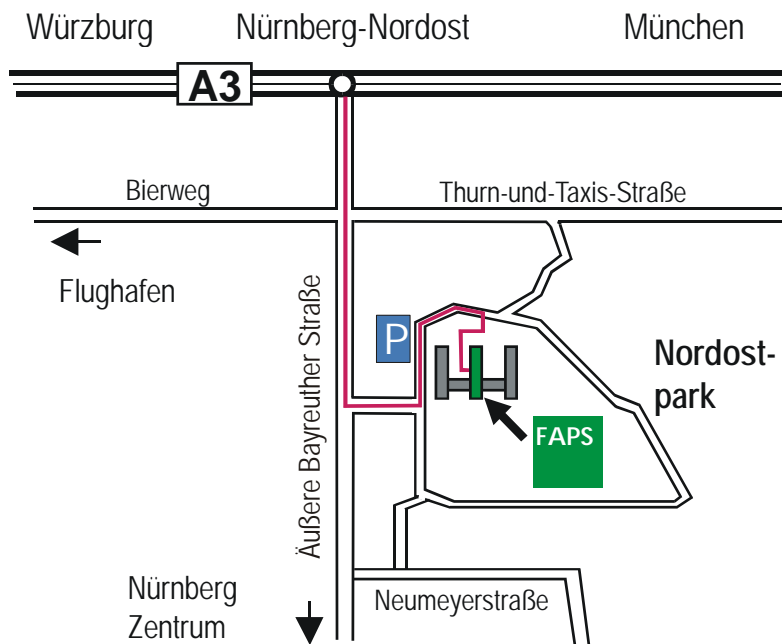 Würzburg
Nürnberg-Nordost
München
A3
Bierweg
Thurn-und-Taxis-Straße
Flughafen
Äußere Bayreuther Straße
P
Nordost-
park
FAPS
Nürnberg
Zentrum
Neumeyerstraße